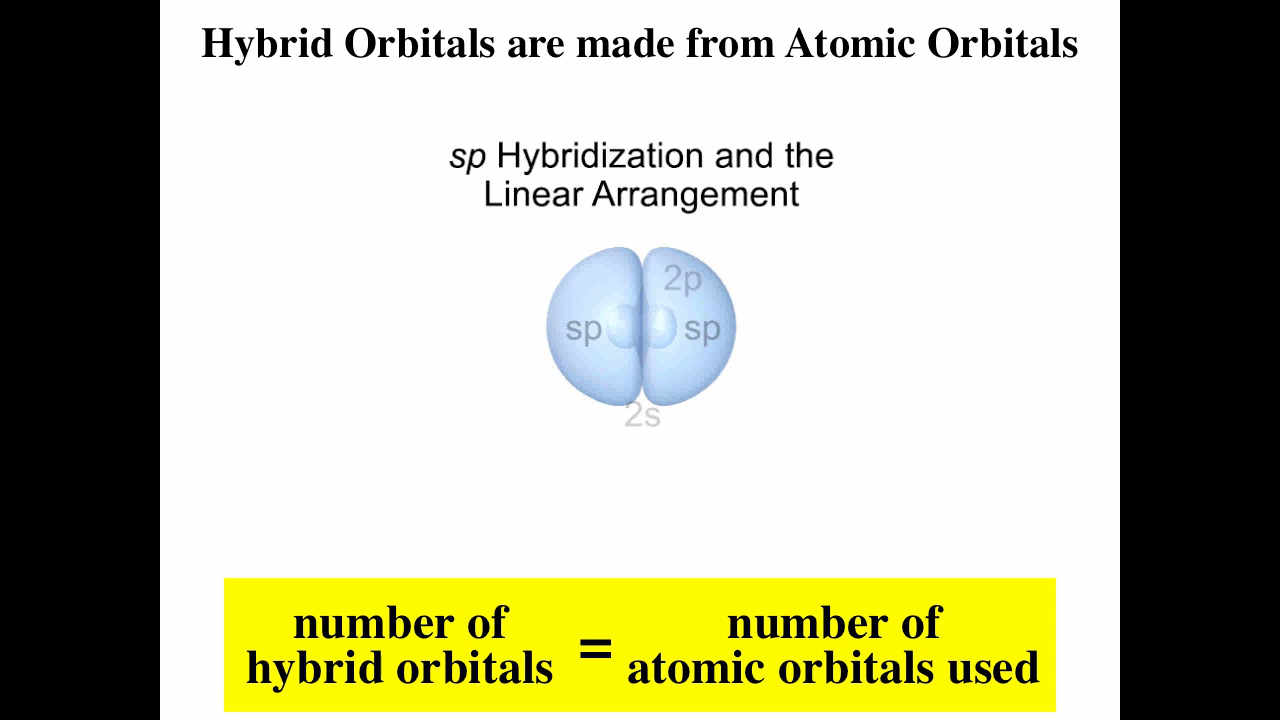 Hybrid Orbitals are made from Atomic Orbitals
sp Hybridization and the
Linear Arrangement
2p
sp sp
2s
number of
hybrid orbitals
=
number of
atomic orbitals used